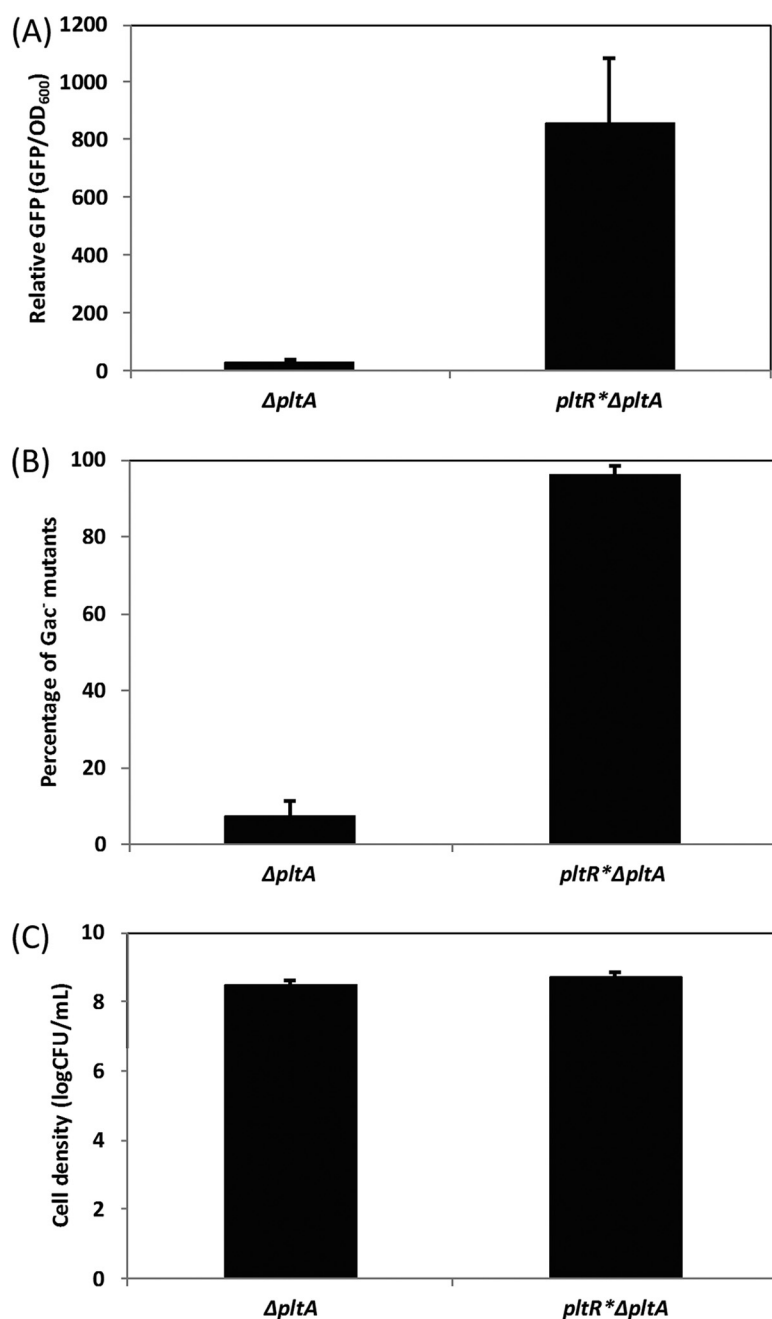 (A)
Relative GFP (GFP/OD600)
1200
1000
800
600
400
200
0
ΔpltA
pltR*ΔpltA
(B)
Percentage of Gac- mutants
100
80
60
40
20
0
ΔpltA
pltR*ΔpltA
(C)
Cell density (logCFU/mL)
10
8
6
4
2
0
ΔpltA
pltR*ΔpltA